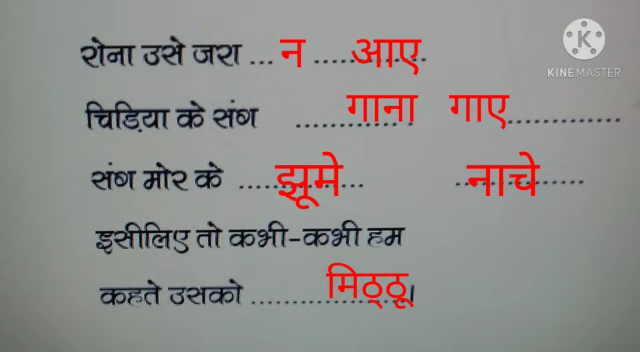 रोना उसे जरा ... न ........... आए
चिड़िया के संग ............ गाना गाए ............
संग मोर के ...... झूमे ... ............ नाचे ......
इसीलिए तो कभी-कभी हम
कहते उसको ............ मिठ्ठू ।
KINEMASTER